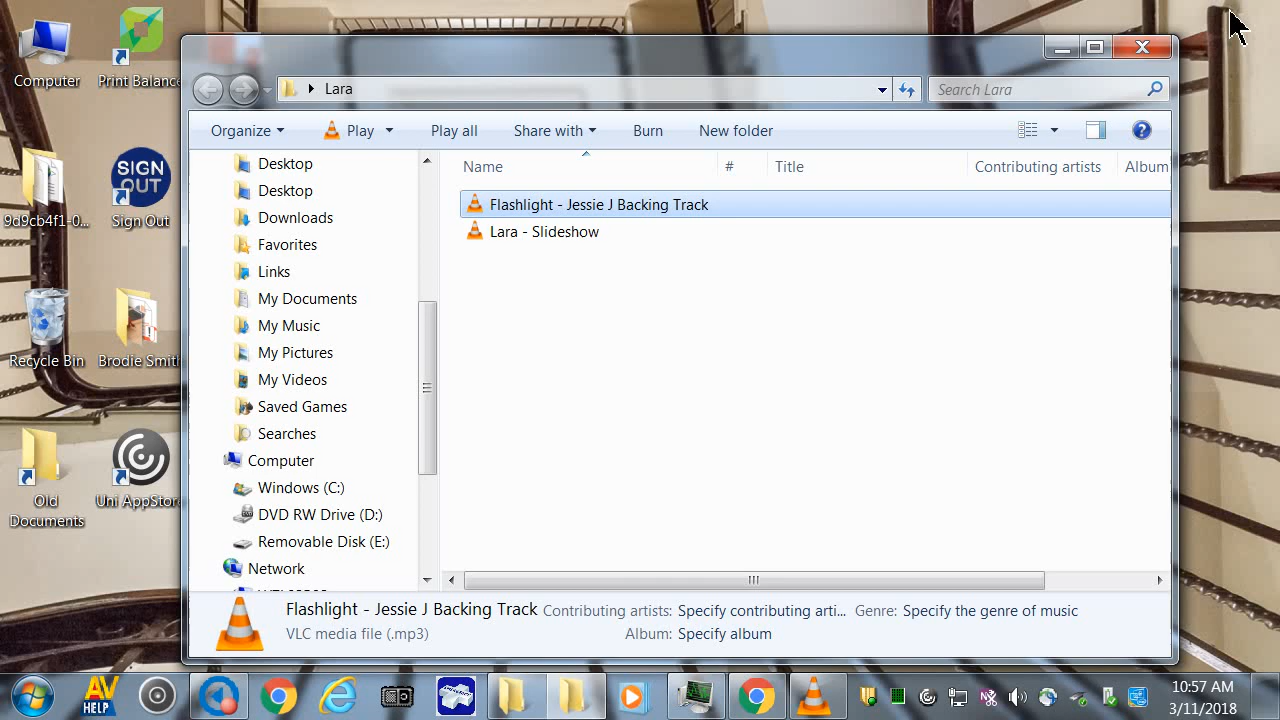 Computer
Print Balance
9d9cb4f1-0...
SIGN OUT
Sign Out
Recycle Bin
Brodie Smith
Old Documents
Uni AppStore
Lara
Search Lara
Organize
Play
Play all
Share with
Burn
New folder
Name
#
Title
Contributing artists
Album
Desktop
Desktop
Downloads
Favorites
Links
My Documents
My Music
My Pictures
My Videos
Saved Games
Searches
Computer
Windows (C:)
DVD RW Drive (D:)
Removable Disk (E:)
Network
Flashlight - Jessie J Backing Track
Lara - Slideshow
Flashlight - Jessie J Backing Track
Contributing artists: Specify contributing arti...
Genre: Specify the genre of music
VLC media file (.mp3)
Album: Specify album
AV HELP
10:57 AM
3/11/2018